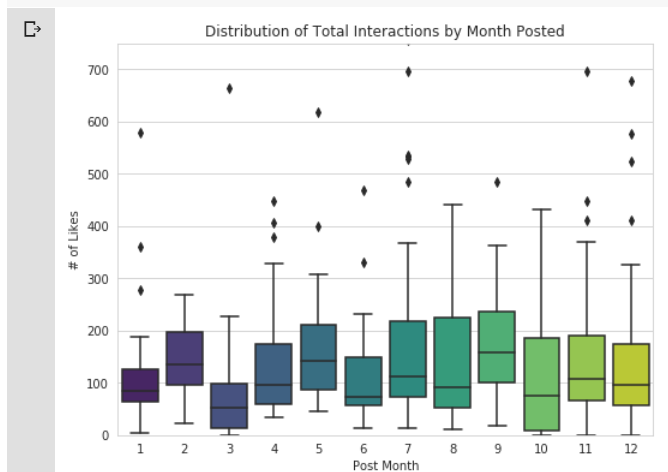 Distribution of Total Interactions by Month Posted
# of Likes
700
600
500
400
300
200
100
0
1 2 3 4 5 6 7 8 9 10 11 12
Post Month